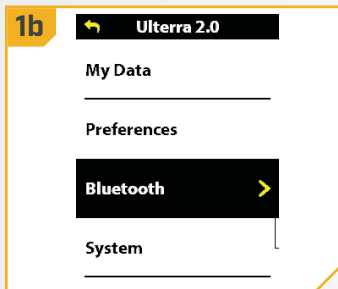 1b
Ulterra 2.0
My Data
Preferences
Bluetooth
System